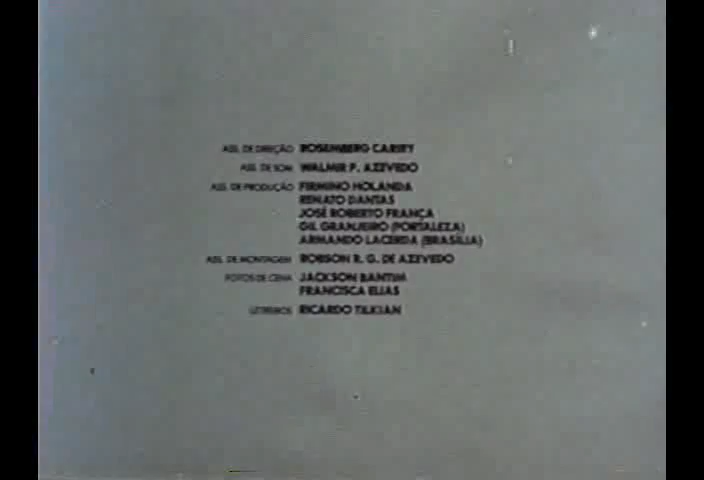 ASS. DE DIREÇÃO ROSEMBERG CARIRY
ASS. DE SOM WALMIR P. AZEVEDO
ASS. DE PRODUÇÃO FIRMINO HOLANDA
RENATO DANTAS
JOSÉ ROBERTO FRANÇA
GIL GRANJEIRO (FORTALEZA)
ARMANDO LACERDA (BRASÍLIA)
ASS. DE MONTAGEM ROBSON R. G. DE AZEVEDO
FOTOS DE CENA JACKSON BANTIM
FRANCISCA ELIAS
LETREIROS RICARDO TILKIAN